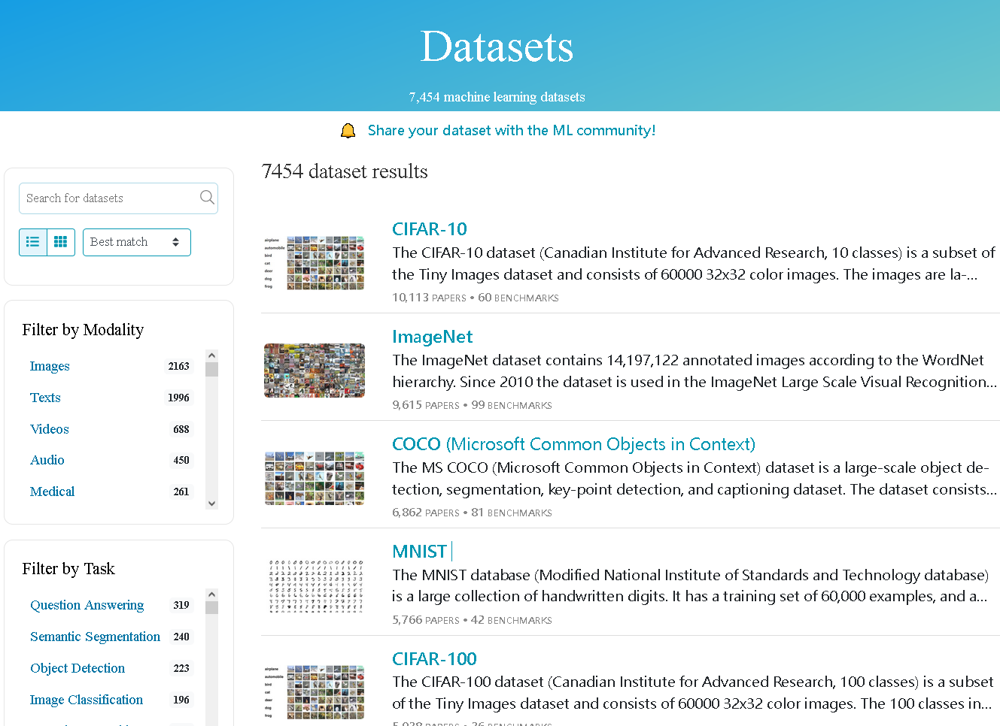 Datasets
7,454 machine learning datasets
Share your dataset with the ML community!
7454 dataset results
Search for datasets
Best match
Filter by Modality
Images 2163
Texts 1996
Videos 688
Audio 450
Medical 261
Filter by Task
Question Answering 319
Semantic Segmentation 240
Object Detection 223
Image Classification 196
airplane
automobile
bird
cat
deer
dog
frog
CIFAR-10
The CIFAR-10 dataset (Canadian Institute for Advanced Research, 10 classes) is a subset of
the Tiny Images dataset and consists of 60000 32x32 color images. The images are la-...
10,113 PAPERS • 60 BENCHMARKS
ImageNet
The ImageNet dataset contains 14,197,122 annotated images according to the WordNet
hierarchy. Since 2010 the dataset is used in the ImageNet Large Scale Visual Recognition...
9,615 PAPERS • 99 BENCHMARKS
COCO (Microsoft Common Objects in Context)
The MS COCO (Microsoft Common Objects in Context) dataset is a large-scale object de-
tection, segmentation, key-point detection, and captioning dataset. The dataset consists...
6,862 PAPERS • 81 BENCHMARKS
MNIST
The MNIST database (Modified National Institute of Standards and Technology database)
is a large collection of handwritten digits. It has a training set of 60,000 examples, and a...
5,766 PAPERS • 42 BENCHMARKS
airplane
automobile
bird
cat
deer
dog
frog
CIFAR-100
The CIFAR-100 dataset (Canadian Institute for Advanced Research, 100 classes) is a subset
of the Tiny Images dataset and consists of 60000 32x32 color images. The 100 classes in...